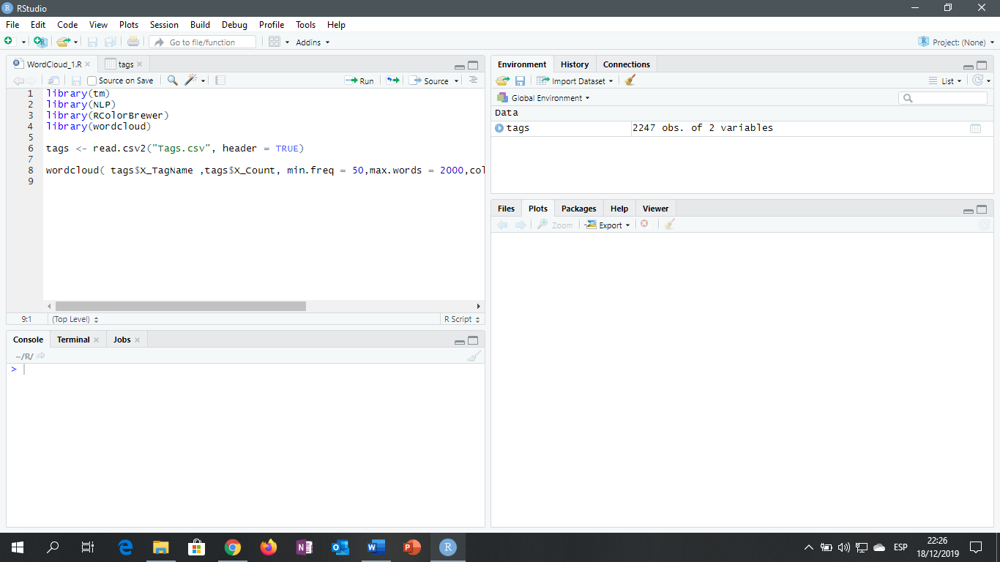 RStudio
File Edit Code View Plots Session Build Debug Profile Tools Help
Go to file/function Addins Project: (None)
WordCloud_1.R tags
Source on Save Run Source
1 library(tm)
2 library(NLP)
3 library(RColorBrewer)
4 library(wordcloud)
5
6 tags <- read.csv2("Tags.csv", header = TRUE)
7
8 wordcloud( tags$X_TagName ,tags$X_Count, min.freq = 50,max.words = 2000,col
9
9:1 (Top Level) R Script
Console Terminal Jobs
~/R/
>
Environment History Connections
Import Dataset List
Global Environment
Data
tags 2247 obs. of 2 variables
Files Plots Packages Help Viewer
Zoom Export
ESP
22:26
18/12/2019